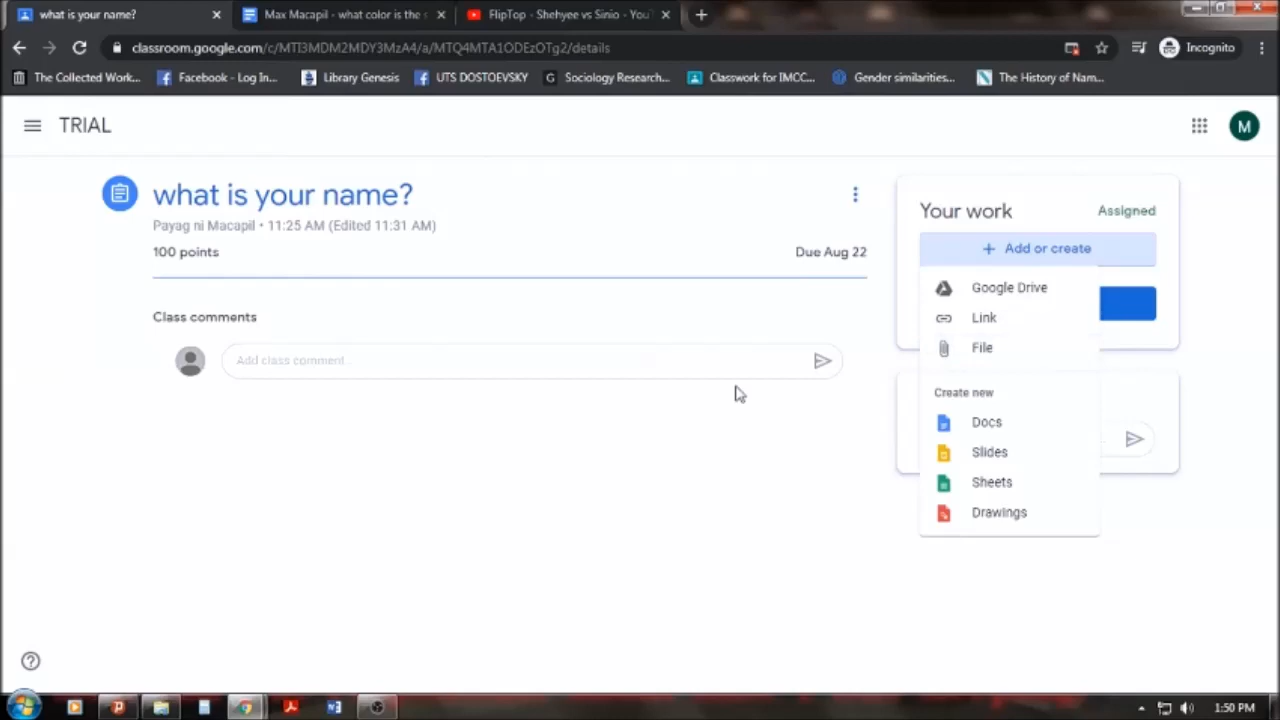 what is your name?
Max Macapil - what color is the s
FlipTop - Shehyee vs Sinio - You
classroom.google.com/c/MTI3MDM2MDY3MzA4/a/MTQ4MTA1ODEzOTg2/details
Incognito
The Collected Work...
Facebook - Log In...
Library Genesis
UTS DOSTOEVSKY
G Sociology Research...
Classwork for IMCC...
Gender similarities...
The History of Nam...
TRIAL
M
what is your name?
Payag ni Macapil • 11:25 AM (Edited 11:31 AM)
100 points
Due Aug 22
Class comments
Add class comment...
Your work
Assigned
+ Add or create
Google Drive
Link
File
Create new
Docs
Slides
Sheets
Drawings
1:50 PM